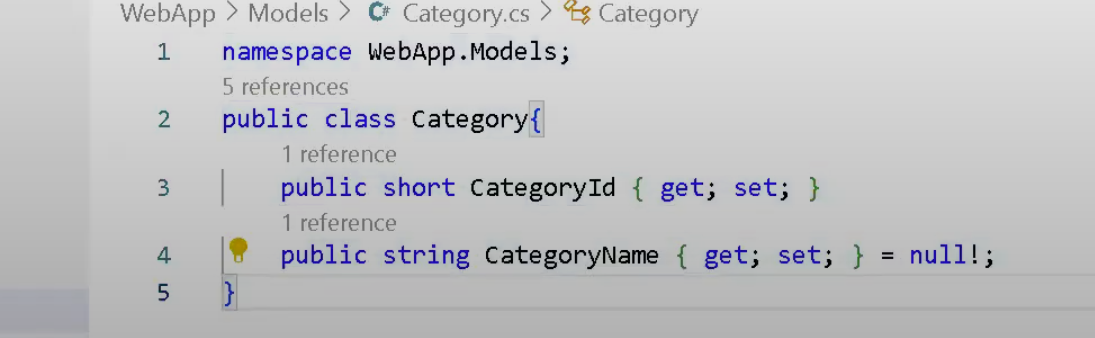 WebApp > Models > C# Category.cs > Category
1 namespace WebApp.Models;
5 references
2 public class Category{
1 reference
3 public short CategoryId { get; set; }
1 reference
4 public string CategoryName { get; set; } = null!;
5 }